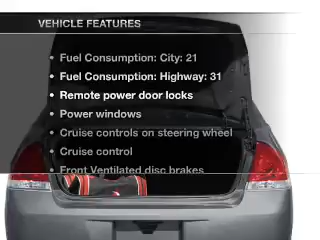 VEHICLE FEATURES
• Fuel Consumption: City: 21
• Fuel Consumption: Highway: 31
• Remote power door locks
• Power windows
• Cruise controls on steering wheel
• Cruise control
• Front Ventilated disc brakes